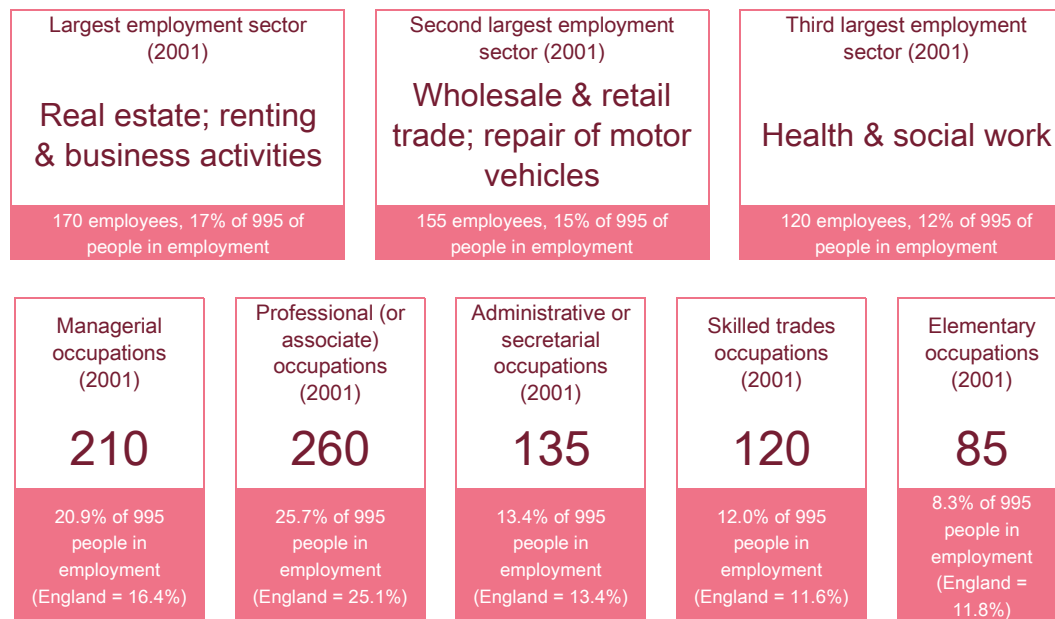 Largest employment sector
(2001)
Real estate; renting
& business activities
170 employees, 17% of 995 of
people in employment
Second largest employment
sector (2001)
Wholesale & retail
trade; repair of motor
vehicles
155 employees, 15% of 995 of
people in employment
Third largest employment
sector (2001)
Health & social work
120 employees, 12% of 995 of
people in employment
Managerial
occupations
(2001)
210
20.9% of 995
people in
employment
(England = 16.4%)
Professional (or
associate)
occupations
(2001)
260
25.7% of 995
people in
employment
(England = 25.1%)
Administrative or
secretarial
occupations
(2001)
135
13.4% of 995
people in
employment
(England = 13.4%)
Skilled trades
occupations
(2001)
120
12.0% of 995
people in
employment
(England = 11.6%)
Elementary
occupations
(2001)
85
8.3% of 995
people in
employment
(England =
11.8%)